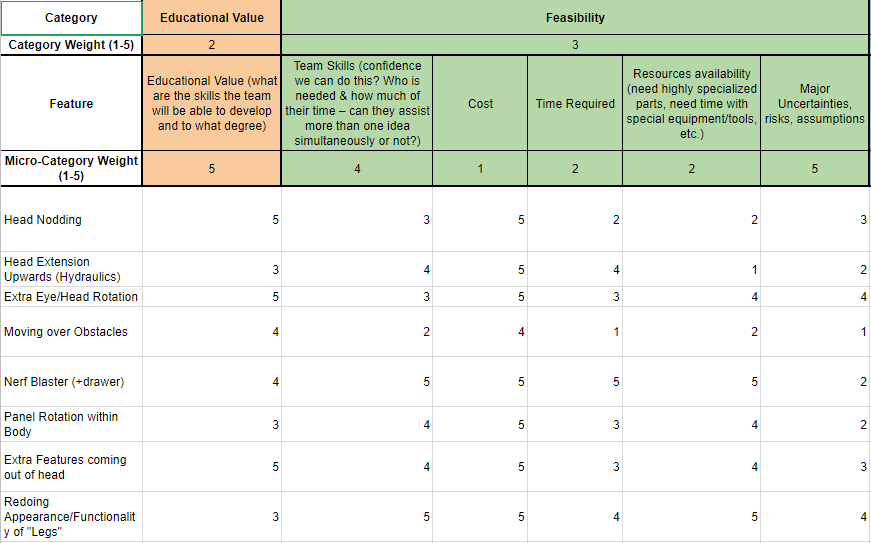 Category Educational Value Feasibility
Category Weight (1-5) 2 3
Feature
Educational Value (what
are the skills the team
will be able to develop
and to what degree)
Team Skills (confidence
we can do this? Who is
needed & how much of
their time – can they assist
more than one idea
simultaneously or not?)
Cost
Time Required
Resources availability
(need highly specialized
parts, need time with
special equipment/tools,
etc.)
Major
Uncertainties,
risks, assumptions
Micro-Category Weight
(1-5)
5 4 1 2 2 5
Head Nodding 5 3 5 2 2 3
Head Extension
Upwards (Hydraulics)
3 4 5 4 1 2
Extra Eye/Head Rotation 5 3 5 3 4 4
Moving over Obstacles 4 2 4 1 2 1
Nerf Blaster (+drawer) 4 5 5 5 5 2
Panel Rotation within
Body
3 4 5 3 4 2
Extra Features coming
out of head
5 4 5 3 4 3
Redoing
Appearance/Functionalit
y of "Legs"
3 5 5 4 5 4